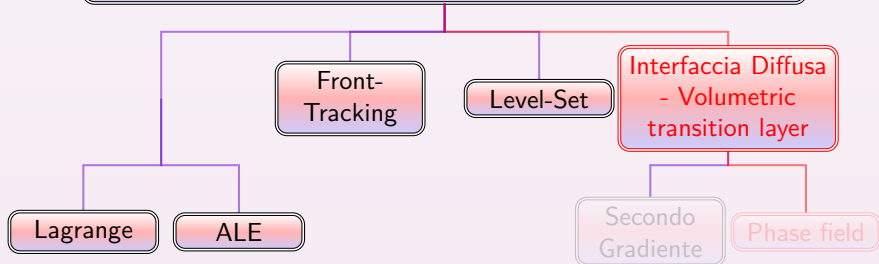 Front-
Tracking
Level-Set
Interfaccia Diffusa
- Volumetric
transition layer
Lagrange
ALE
Secondo
Gradiente
Phase field